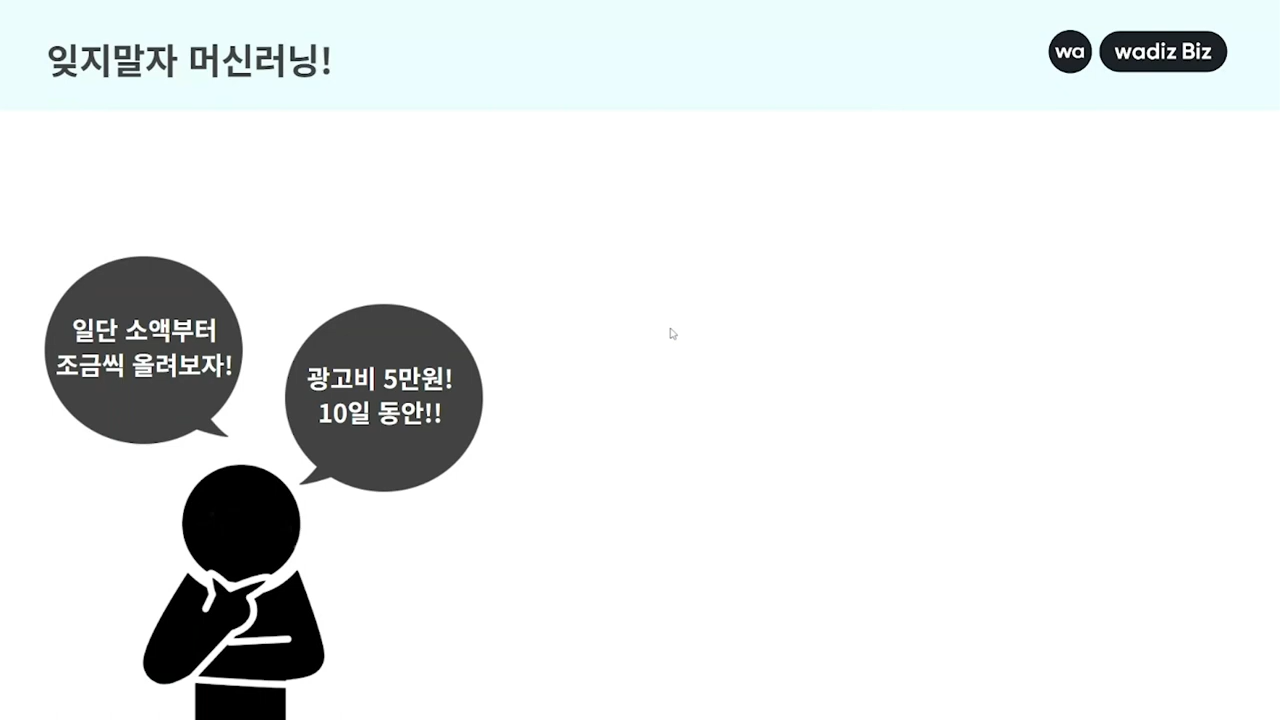 잊지말자 머신러닝!
wa
wadiz Biz
일단 소액부터
조금씩 올려보자!
광고비 5만원!
10일 동안!!